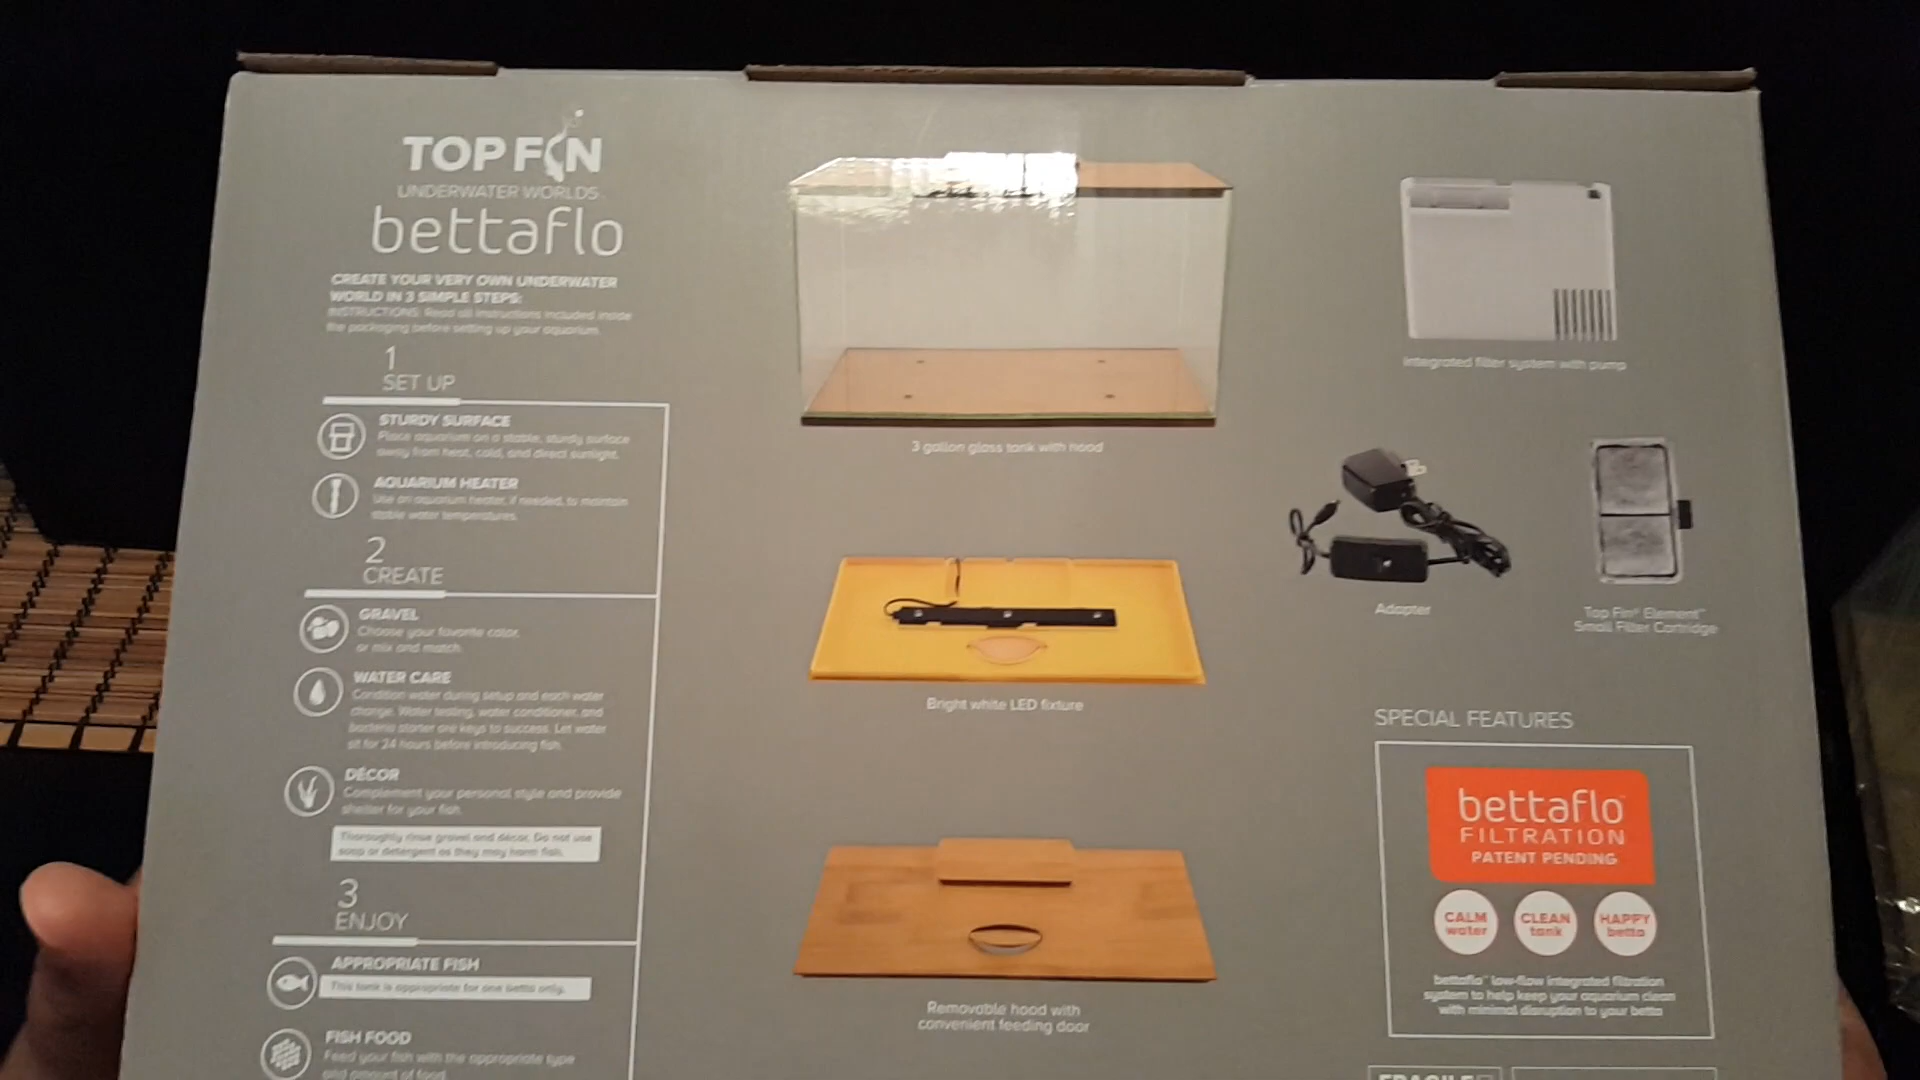 TOP FIN
UNDERWATER WORLDS
bettaflo
CREATE YOUR VERY OWN UNDERWATER
WORLD IN 3 SIMPLE STEPS:
INSTRUCTIONS: Read all instructions included inside
the packaging before setting up your aquarium.
1
SET UP
STURDY SURFACE
Place aquarium on a stable, sturdy surface
away from heat, cold, and direct sunlight.
AQUARIUM HEATER
Use an aquarium heater, if needed, to maintain
stable water temperatures.
2
CREATE
GRAVEL
Choose your favorite color,
or mix and match.
WATER CARE
Condition water during setup and each water
change. Water testing, water conditioner, and
bacteria starter are keys to success. Let water
sit for 24 hours before introducing fish.
DÉCOR
Complement your personal style and provide
shelter for your fish.
Thoroughly rinse gravel and décor. Do not use
soap or detergent as they may harm fish.
3
ENJOY
APPROPRIATE FISH
This tank is appropriate for one betta only.
FISH FOOD
Feed your fish with the appropriate type
and amount of food.
3 gallon glass tank with hood
Bright white LED fixture
Removable hood with
convenient feeding door
Integrated filter system with pump
Adapter
Top Fin® Element™
Small Filter Cartridge
SPECIAL FEATURES
bettaflo™
FILTRATION
PATENT PENDING
CALM
water
CLEAN
tank
HAPPY
betta
bettaflo™ low-flow integrated filtration
system to help keep your aquarium clean
with minimal disruption to your betta
FRAGILE